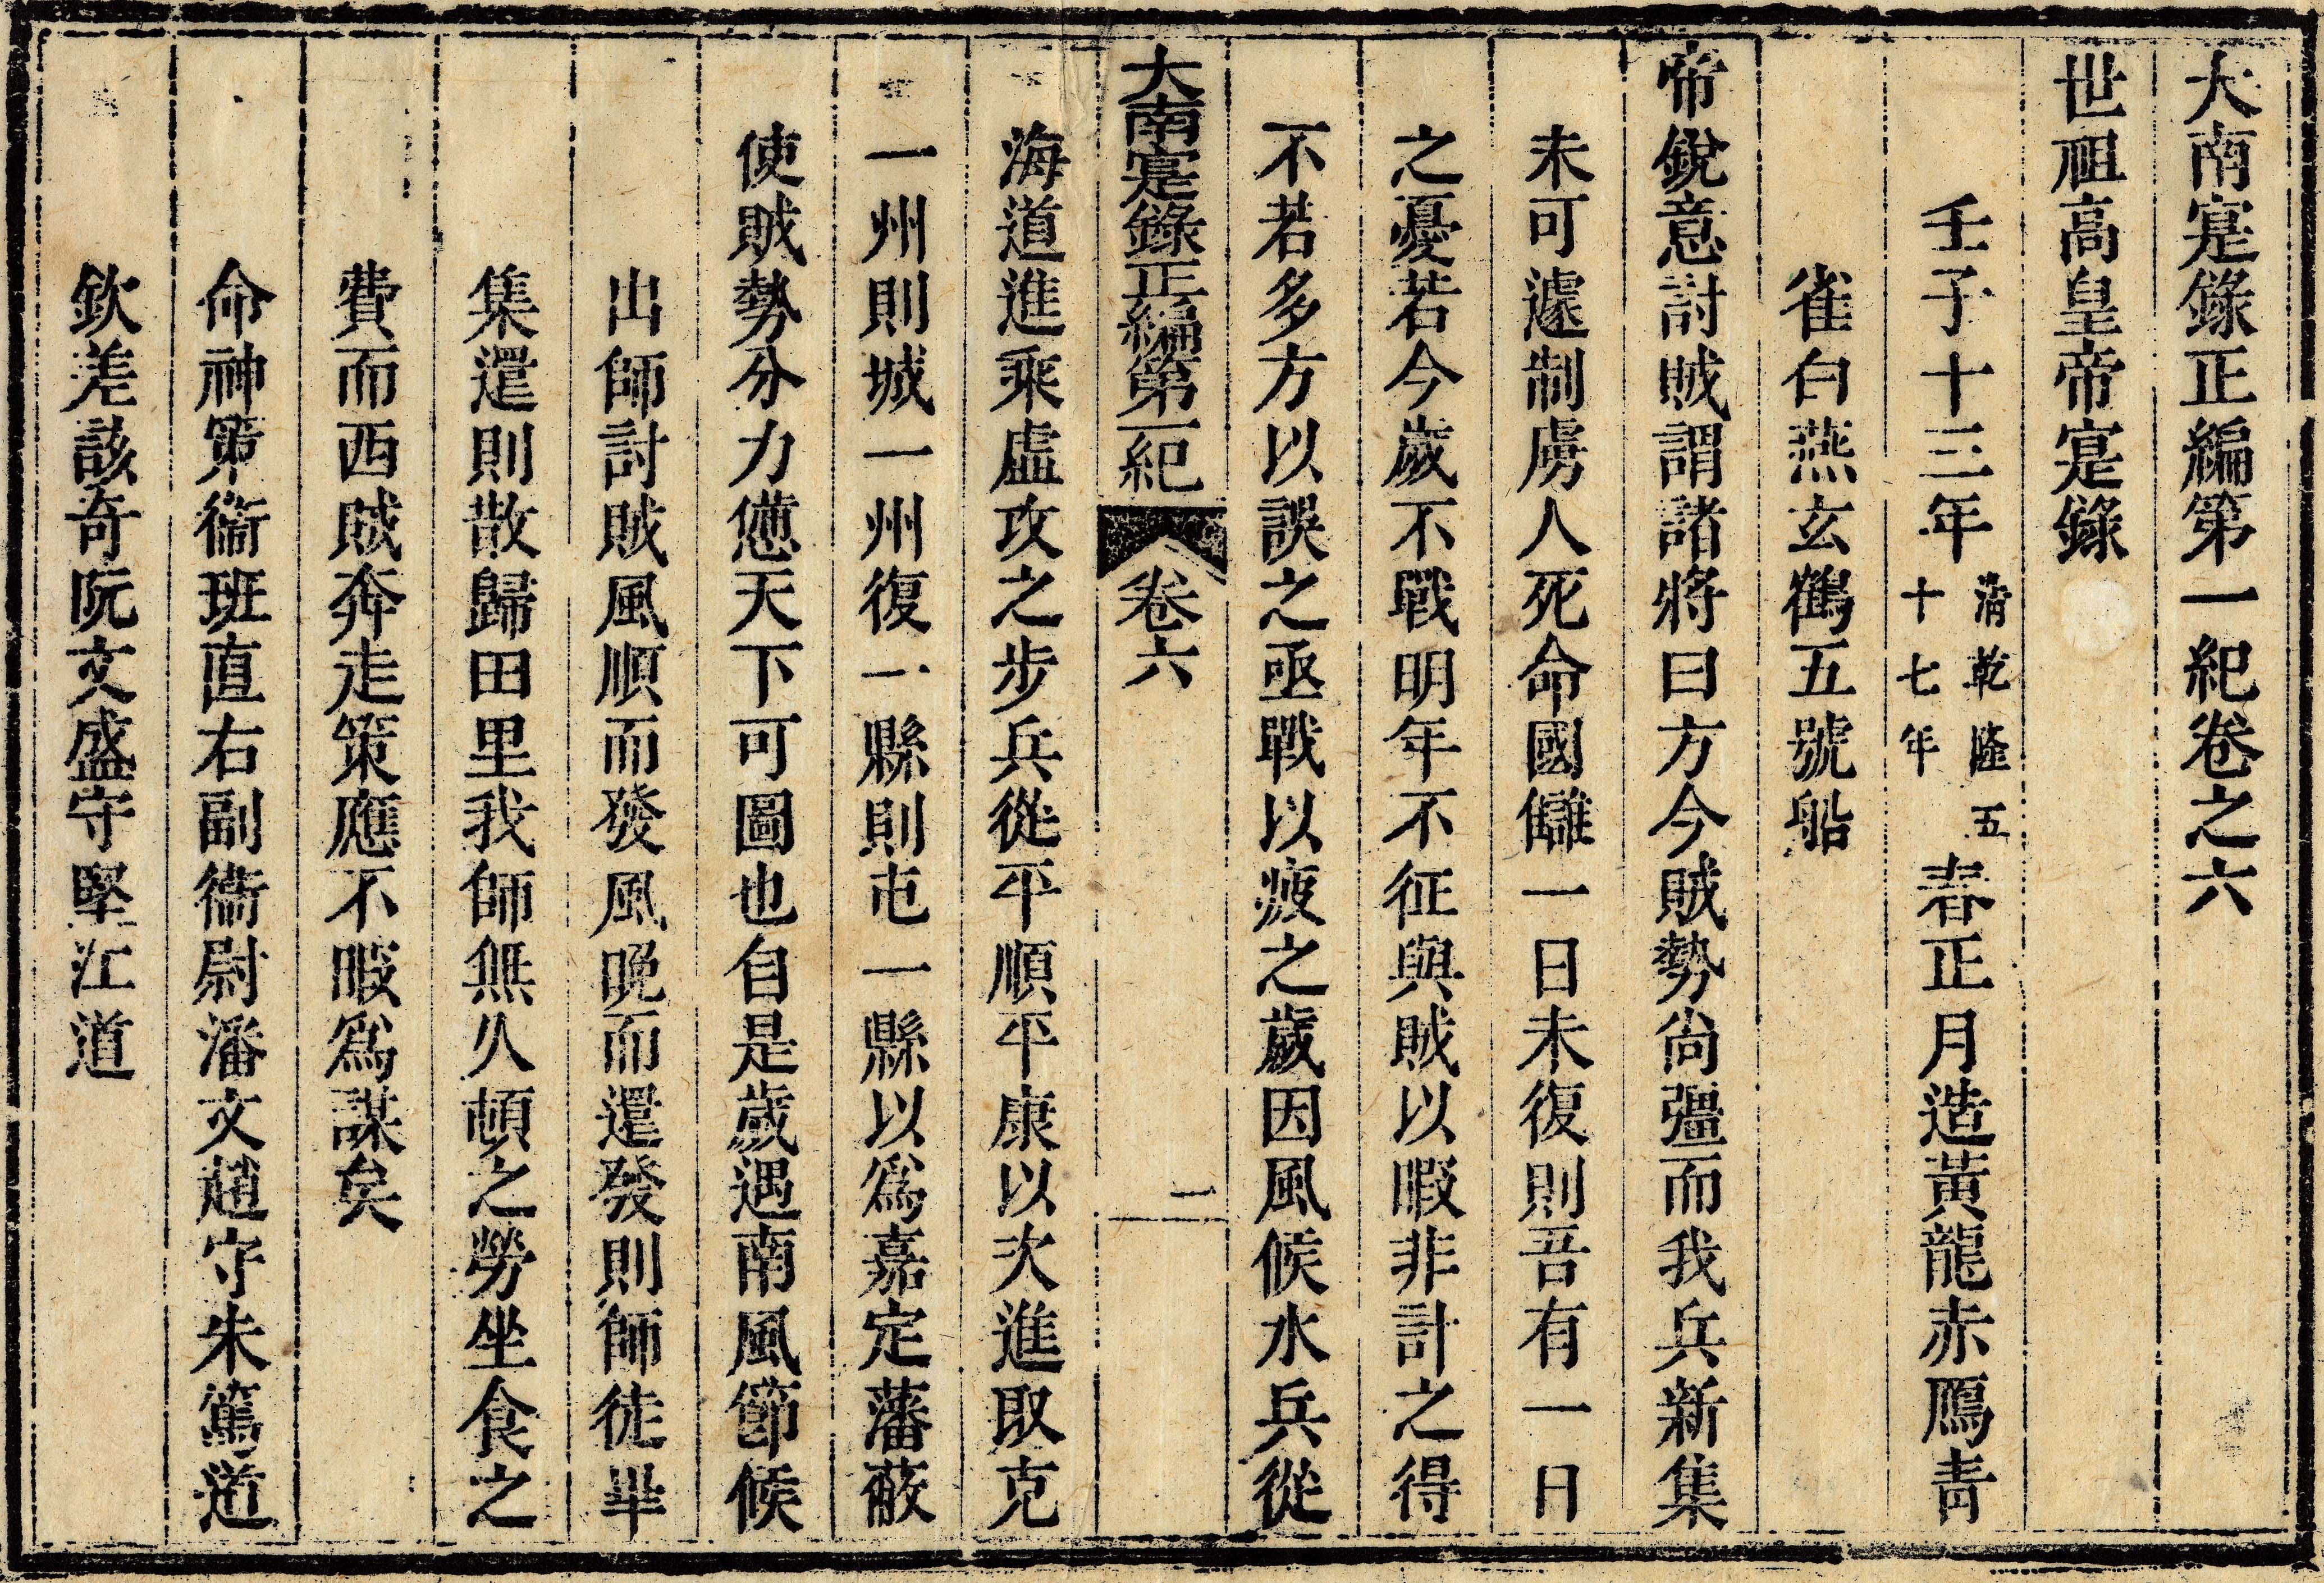 大南寔錄正編第一紀卷之六
世祖高皇帝寔錄
壬子十三年清乾隆五十七年春正月造黃龍赤鴈靑
雀白燕玄鶴五號船
帝銳意討賊謂諸將曰方今賊勢尙彊而我兵新集
未可遽制虜人死命國讎一日未復則吾有一日
之憂若今歲不戰明年不征與賊以暇非計之得
不若多方以誤之亟戰以疲之歲因風候水兵從
大南寔錄正編第一紀 卷六 一
海道進乘虛攻之步兵從平順平康以次進取克
一州則城一州復一縣則屯一縣以爲嘉定藩蔽
使賊勢分力憊天下可圖也自是歲遇南風節候
出師討賊風順而發風晚而還發則師徒畢
集還則散歸田里我師無久頓之勞坐食之
費而西賊奔走策應不暇爲謀矣
命神策衛班直右副衛尉潘文趙守朱篤道
欽差該奇阮文盛守堅江道